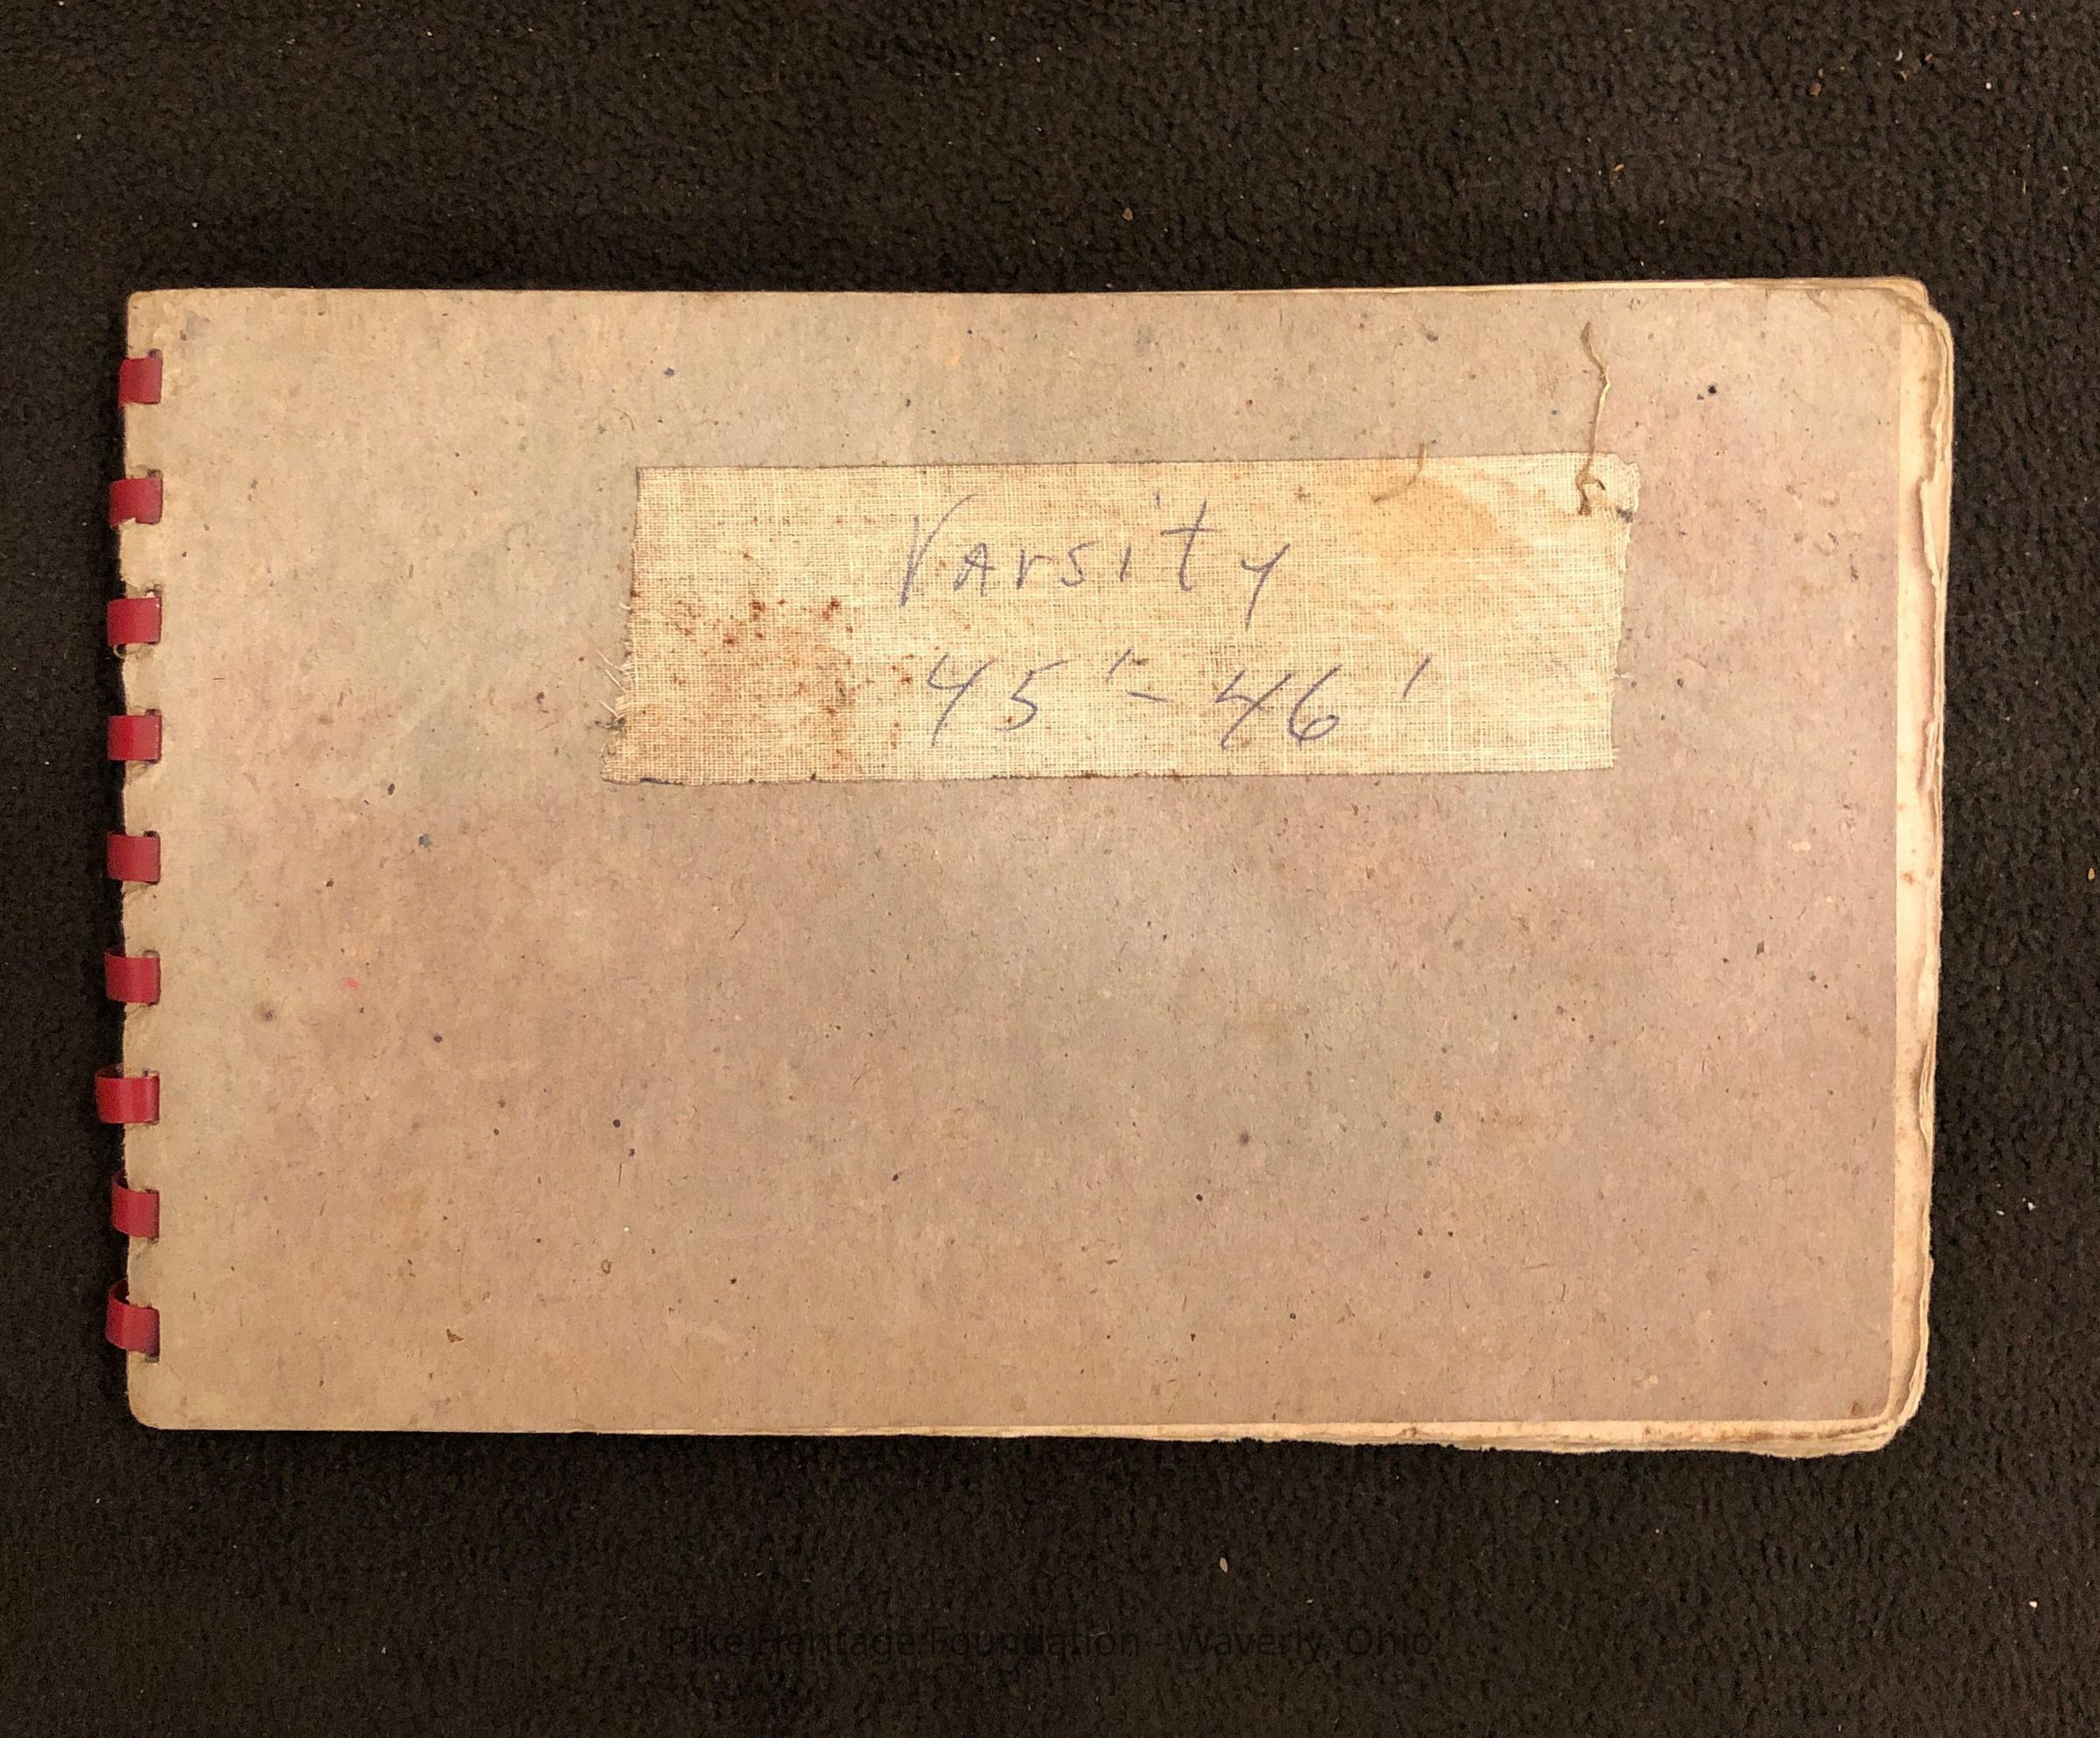 Varsity
45'- 46'
Pike Heritage Foundation - Waverly, Ohio